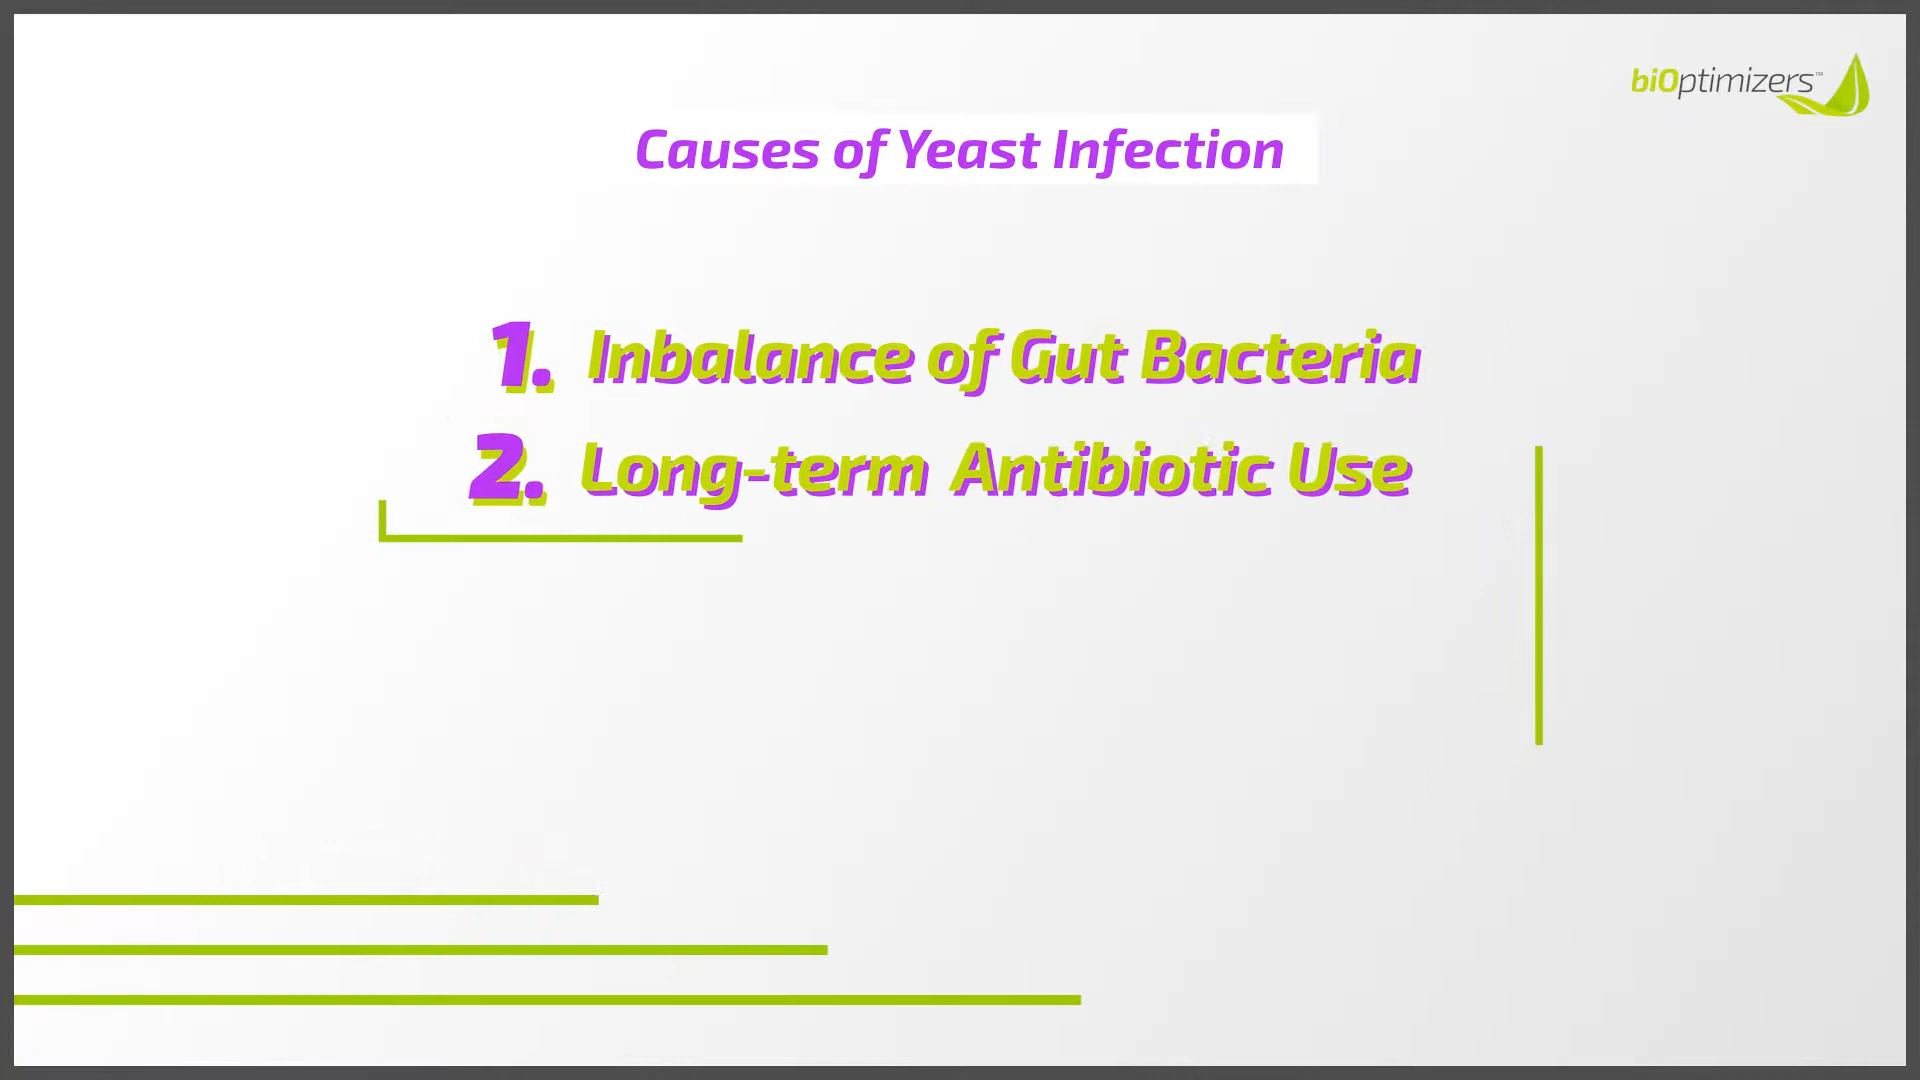 biOptimizers™
Causes of Yeast Infection
1. Inbalance of Gut Bacteria
2. Long-term Antibiotic Use